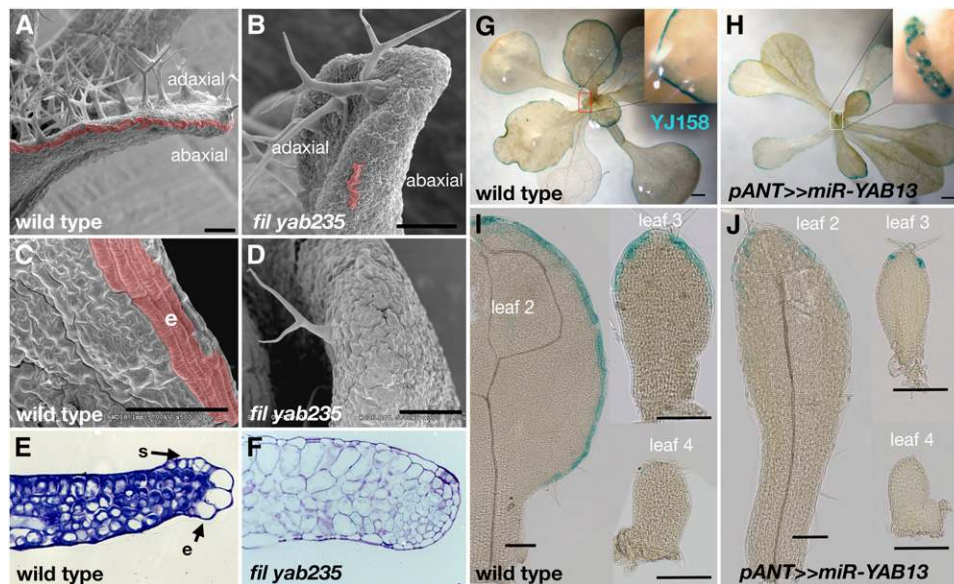 A
adaxial
abaxial
wild type
B
adaxial
abaxial
fil yab235
C
e
wild type
D
fil yab235
E
s
e
wild type
F
fil yab235
G
YJ158
wild type
H
pANT>>miR-YAB13
I
leaf 2
leaf 3
leaf 4
wild type
J
leaf 2
leaf 3
leaf 4
pANT>>miR-YAB13